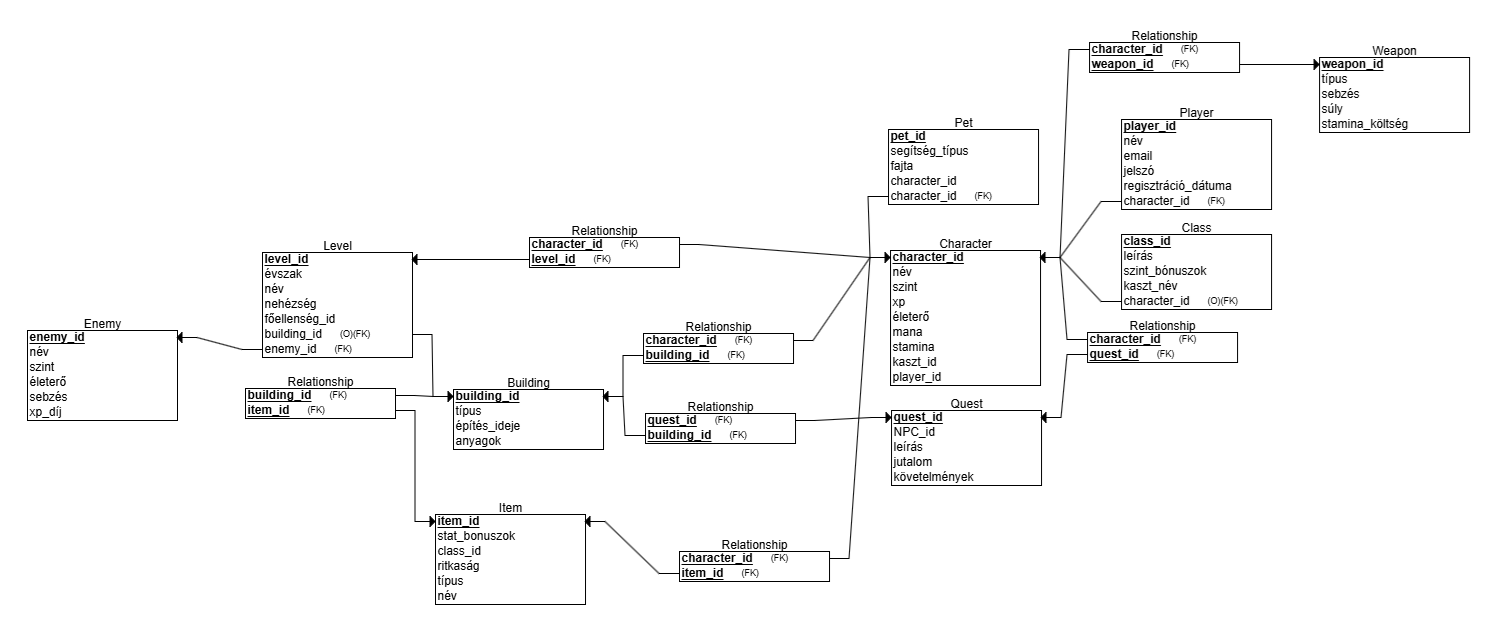 Relationship
character_id (FK)
weapon_id (FK)
Weapon
weapon_id
típus
sebzés
súly
stamina_költség
Pet
pet_id
segítség_típus
fajta
character_id
character_id (FK)
Player
player_id
név
email
jelszó
regisztráció_dátuma
character_id (FK)
Relationship
character_id (FK)
level_id (FK)
Class
class_id
leírás
szint_bónuszok
kaszt_név
character_id (O)(FK)
Level
level_id
évszak
név
nehézség
főellenség_id
building_id (O)(FK)
enemy_id (FK)
Character
character_id
név
szint
xp
életerő
mana
stamina
kaszt_id
player_id
Enemy
enemy_id
név
szint
életerő
sebzés
xp_díj
Relationship
character_id (FK)
building_id (FK)
Relationship
character_id (FK)
quest_id (FK)
Relationship
building_id (FK)
item_id (FK)
Building
building_id
típus
építés_ideje
anyagok
Relationship
quest_id (FK)
building_id (FK)
Quest
quest_id
NPC_id
leírás
jutalom
követelmények
Item
item_id
stat_bonuszok
class_id
ritkaság
típus
név
Relationship
character_id (FK)
item_id (FK)